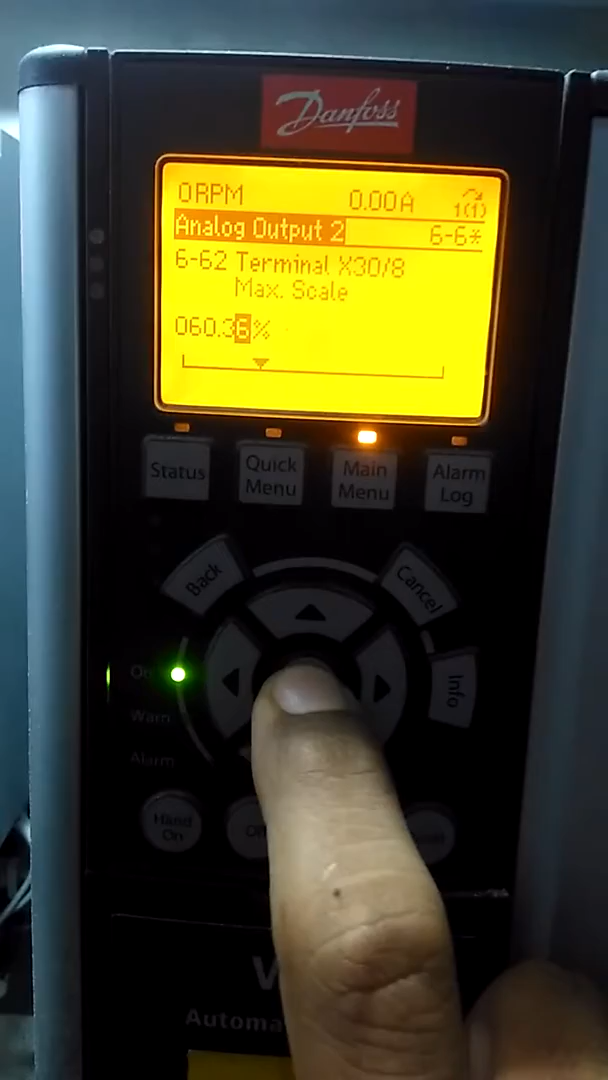 Danfoss
0RPM 0.00A 1(1)
Analog Output 2 6-6*
6-62 Terminal X30/8
Max. Scale
060.36%
Status
Quick Menu
Main Menu
Alarm Log
Back
Cancel
Info
On
Warn.
Alarm
Hand On
Automa